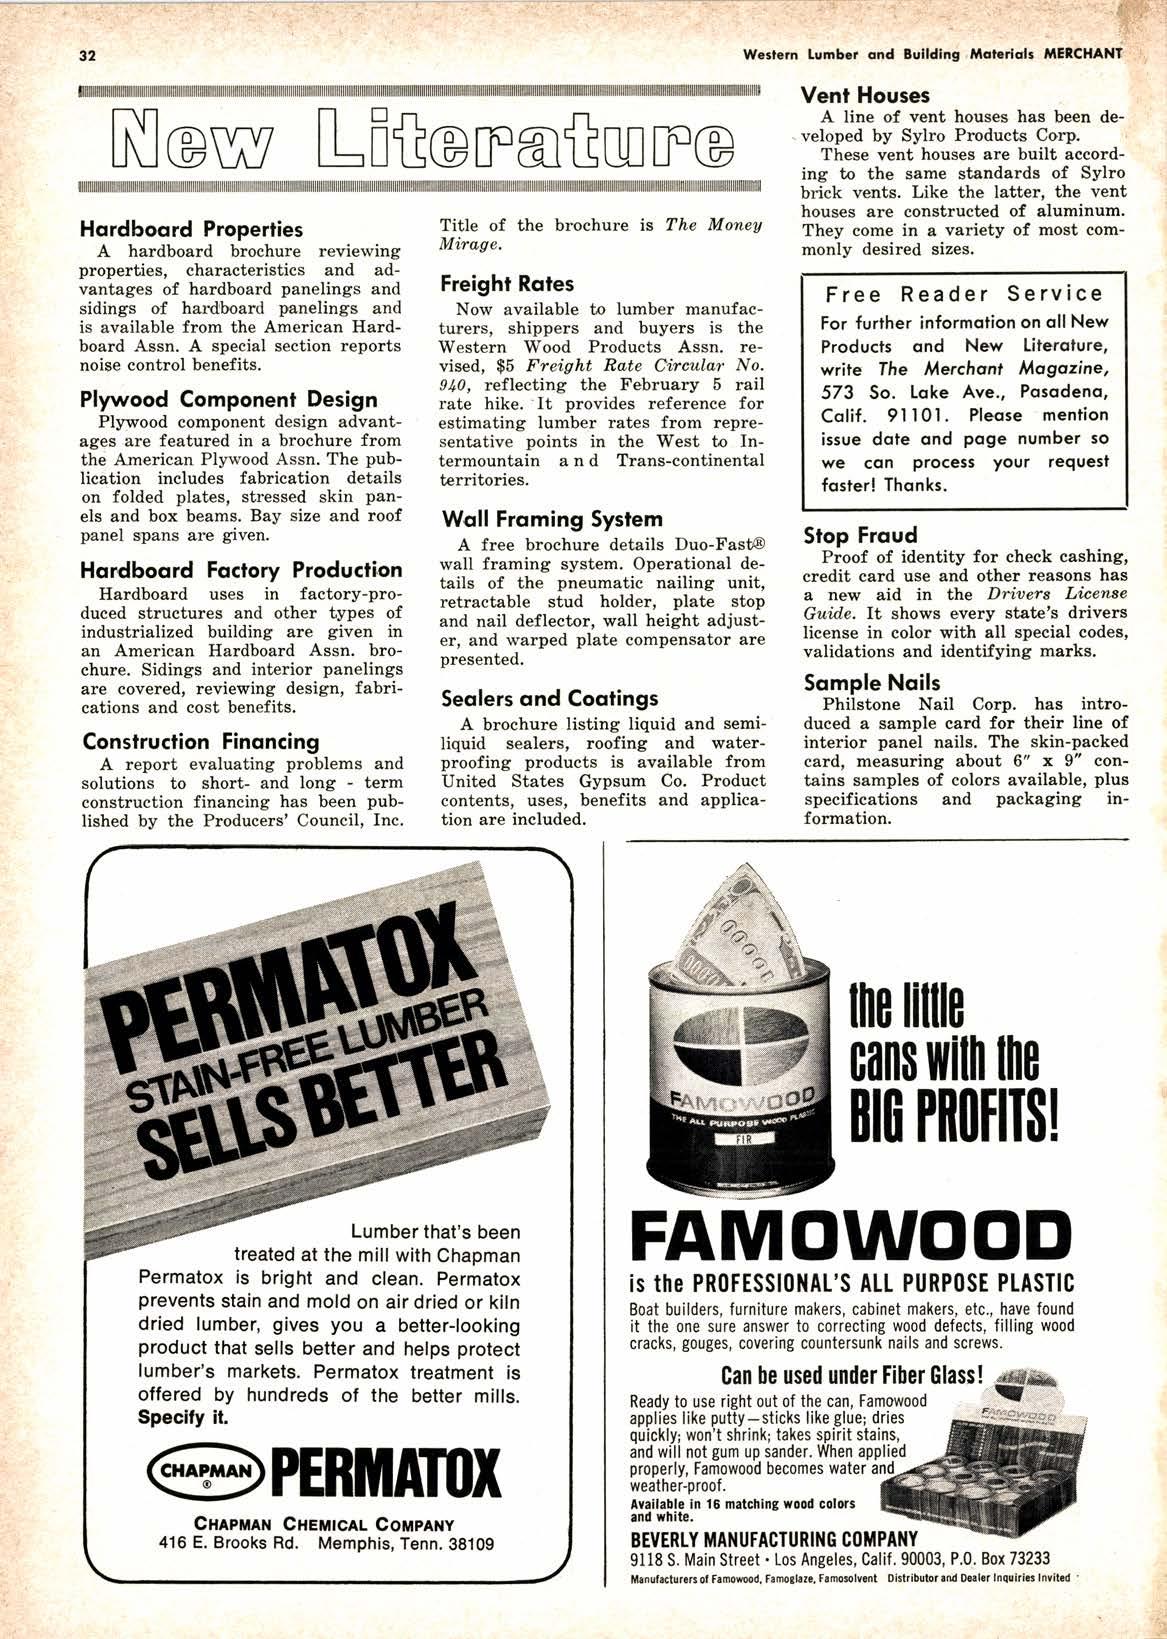 32
Western Lumber and Building Materials MERCHANT
New Literature
Hardboard Properties
A hardboard brochure reviewing
properties, characteristics and ad-
vantages of hardboard panelings and
sidings of hardboard panelings and
is available from the American Hard-
board Assn. A special section reports
noise control benefits.
Plywood Component Design
Plywood component design advant-
ages are featured in a brochure from
the American Plywood Assn. The pub-
lication includes fabrication details
on folded plates, stressed skin pan-
els and box beams. Bay size and roof
panel spans are given.
Hardboard Factory Production
Hardboard uses in factory-pro-
duced structures and other types of
industrialized building are given in
an American Hardboard Assn. bro-
chure. Sidings and interior panelings
are covered, reviewing design, fabri-
cations and cost benefits.
Construction Financing
A report evaluating problems and
solutions to short- and long - term
construction financing has been pub-
lished by the Producers' Council, Inc.
Title of the brochure is The Money
Mirage.
Freight Rates
Now available to lumber manufac-
turers, shippers and buyers is the
Western Wood Products Assn. re-
vised, $5 Freight Rate Circular No.
940, reflecting the February 5 rail
rate hike. It provides reference for
estimating lumber rates from repre-
sentative points in the West to In-
termountain and Trans-continental
territories.
Wall Framing System
A free brochure details Duo-Fast®
wall framing system. Operational de-
tails of the pneumatic nailing unit,
retractable stud holder, plate stop
and nail deflector, wall height adjust-
er, and warped plate compensator are
presented.
Sealers and Coatings
A brochure listing liquid and semi-
liquid sealers, roofing and water-
proofing products is available from
United States Gypsum Co. Product
contents, uses, benefits and applica-
tion are included.
Vent Houses
A line of vent houses has been de-
veloped by Sylro Products Corp.
These vent houses are built accord-
ing to the same standards of Sylro
brick vents. Like the latter, the vent
houses are constructed of aluminum.
They come in a variety of most com-
monly desired sizes.
Free Reader Service
For further information on all New
Products and New Literature,
write The Merchant Magazine,
573 So. Lake Ave., Pasadena,
Calif. 91101. Please mention
issue date and page number so
we can process your request
faster! Thanks.
Stop Fraud
Proof of identity for check cashing,
credit card use and other reasons has
a new aid in the Drivers License
Guide. It shows every state's drivers
license in color with all special codes,
validations and identifying marks.
Sample Nails
Philstone Nail Corp. has intro-
duced a sample card for their line of
interior panel nails. The skin-packed
card, measuring about 6" x 9" con-
tains samples of colors available, plus
specifications and packaging in-
formation.
PERMATOX
STAIN-FREE LUMBER
SELLS BETTER
Lumber that's been
treated at the mill with Chapman
Permatox is bright and clean. Permatox
prevents stain and mold on air dried or kiln
dried lumber, gives you a better-looking
product that sells better and helps protect
lumber's markets. Permatox treatment is
offered by hundreds of the better mills.
Specify it.
CHAPMAN ® PERMATOX
CHAPMAN CHEMICAL COMPANY
416 E. Brooks Rd. Memphis, Tenn. 38109
FAMOWOOD
THE ALL PURPOSE WOOD PLASTIC
FIR
the little
cans with the
BIG PROFITS!
FAMOWOOD
is the PROFESSIONAL'S ALL PURPOSE PLASTIC
Boat builders, furniture makers, cabinet makers, etc., have found
it the one sure answer to correcting wood defects, filling wood
cracks, gouges, covering countersunk nails and screws.
Can be used under Fiber Glass!
Ready to use right out of the can, Famowood
applies like putty—sticks like glue; dries
quickly; won't shrink; takes spirit stains,
and will not gum up sander. When applied
properly, Famowood becomes water and
weather-proof.
Available in 16 matching wood colors
and white.
FAMOWOOD
BEVERLY MANUFACTURING COMPANY
9118 S. Main Street • Los Angeles, Calif. 90003, P.O. Box 73233
Manufacturers of Famowood, Famoglaze, Famosolvent Distributor and Dealer Inquiries Invited